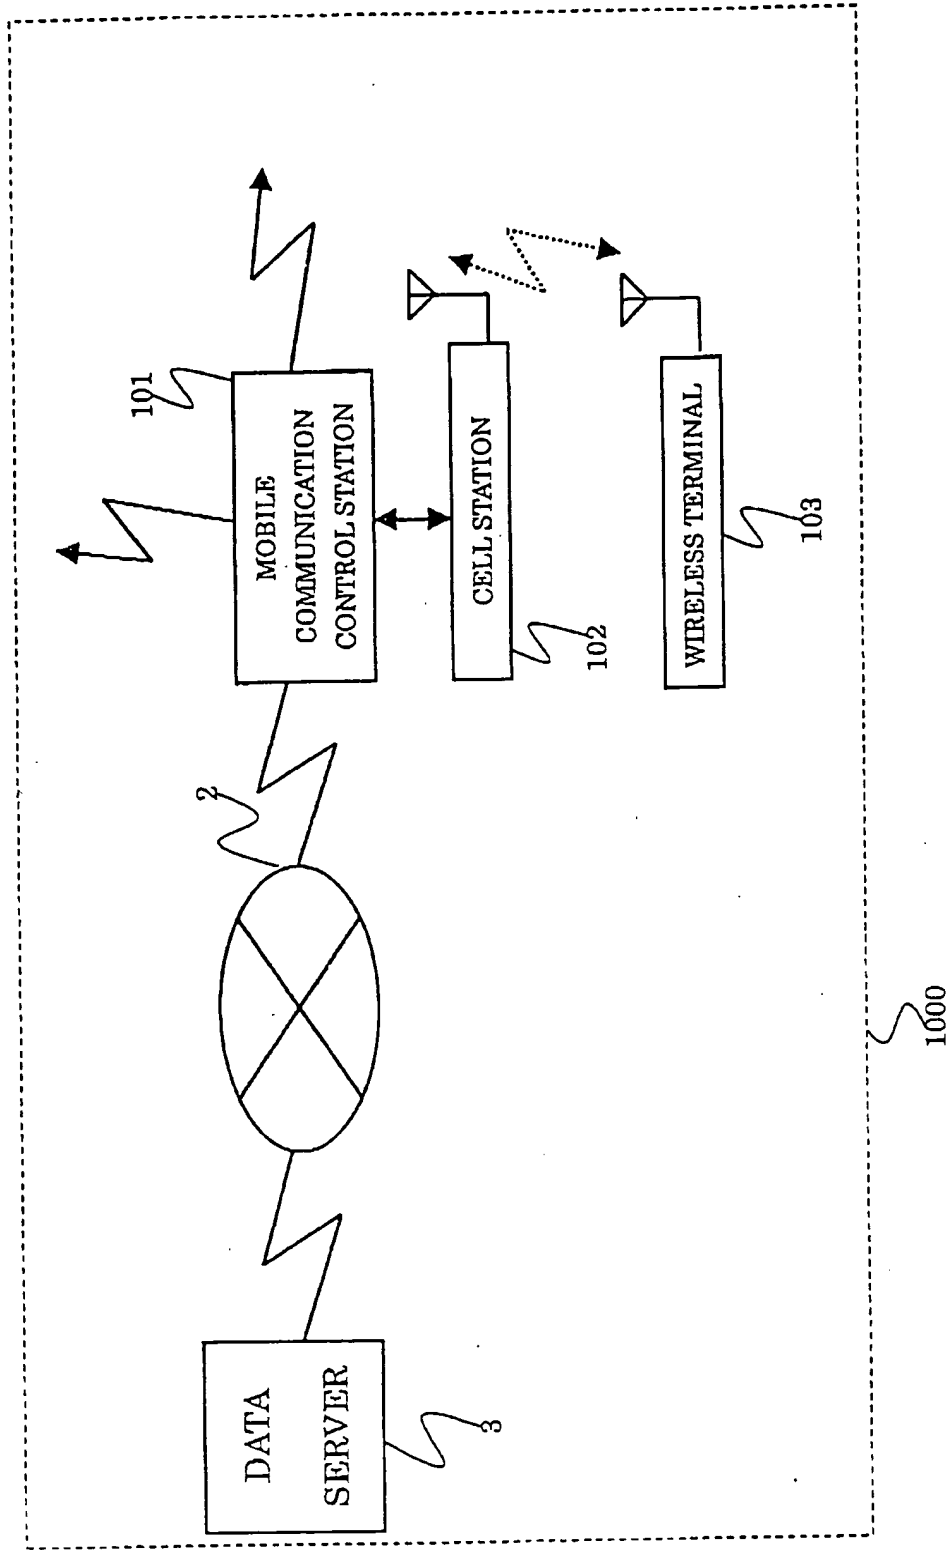 DATA
SERVER
3
2
101
MOBILE
COMMUNICATION
CONTROL STATION
CELL STATION
102
WIRELESS TERMINAL
103
1000